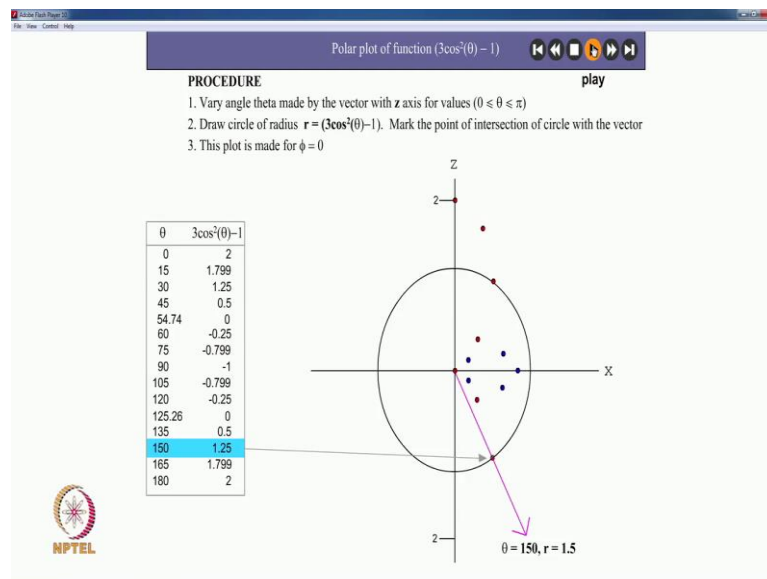 Adobe Flash Player 10
File View Control Help
Polar plot of function (3cos²(θ) – 1)
play
PROCEDURE
1. Vary angle theta made by the vector with z axis for values (0 ≤ θ ≤ π)
2. Draw circle of radius r = (3cos²(θ)–1). Mark the point of intersection of circle with the vector
3. This plot is made for ϕ = 0
Z
2
θ 3cos²(θ)–1
0 2
15 1.799
30 1.25
45 0.5
54.74 0
60 -0.25
75 -0.799
90 -1
105 -0.799
120 -0.25
125.26 0
135 0.5
150 1.25
165 1.799
180 2
X
2
θ = 150, r = 1.5
NPTEL